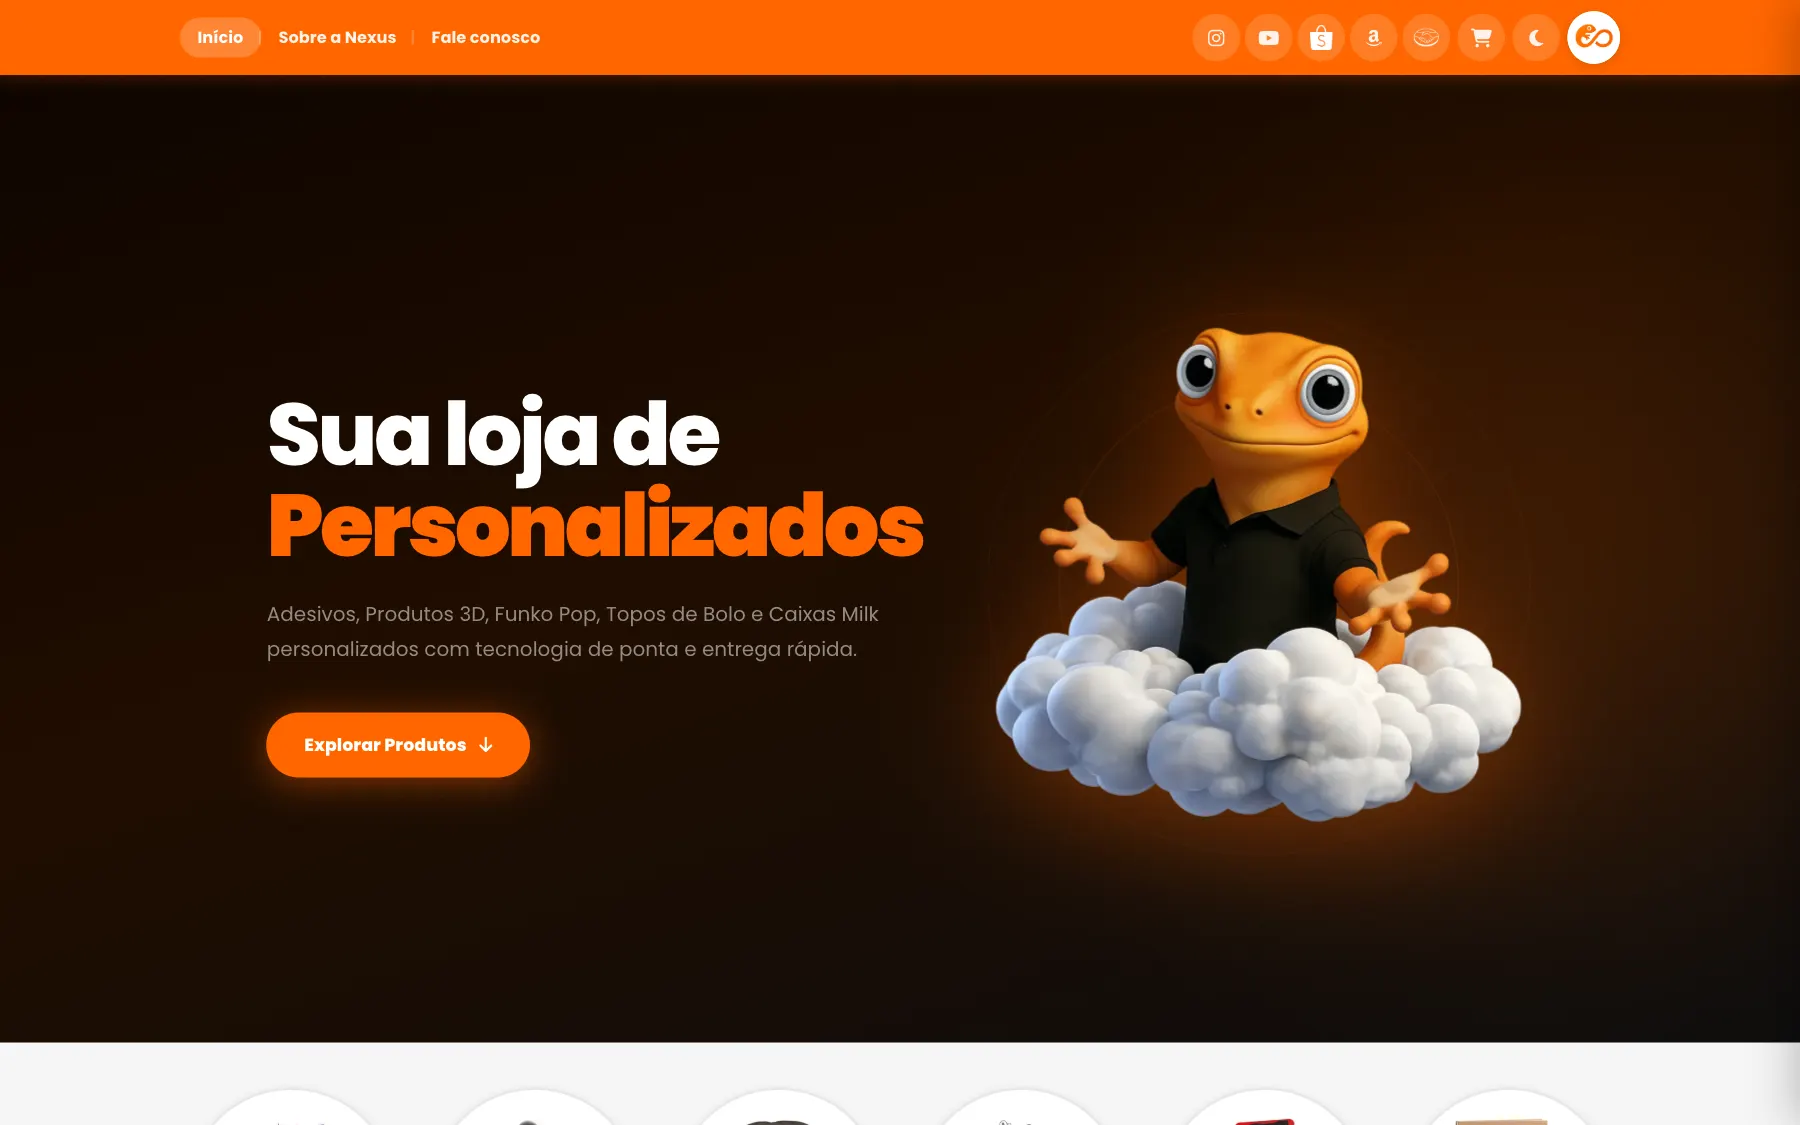 Início
Sobre a Nexus
Fale conosco
Sua loja de
Personalizados
Adesivos, Produtos 3D, Funko Pop, Topos de Bolo e Caixas Milk
personalizados com tecnologia de ponta e entrega rápida.
Explorar Produtos